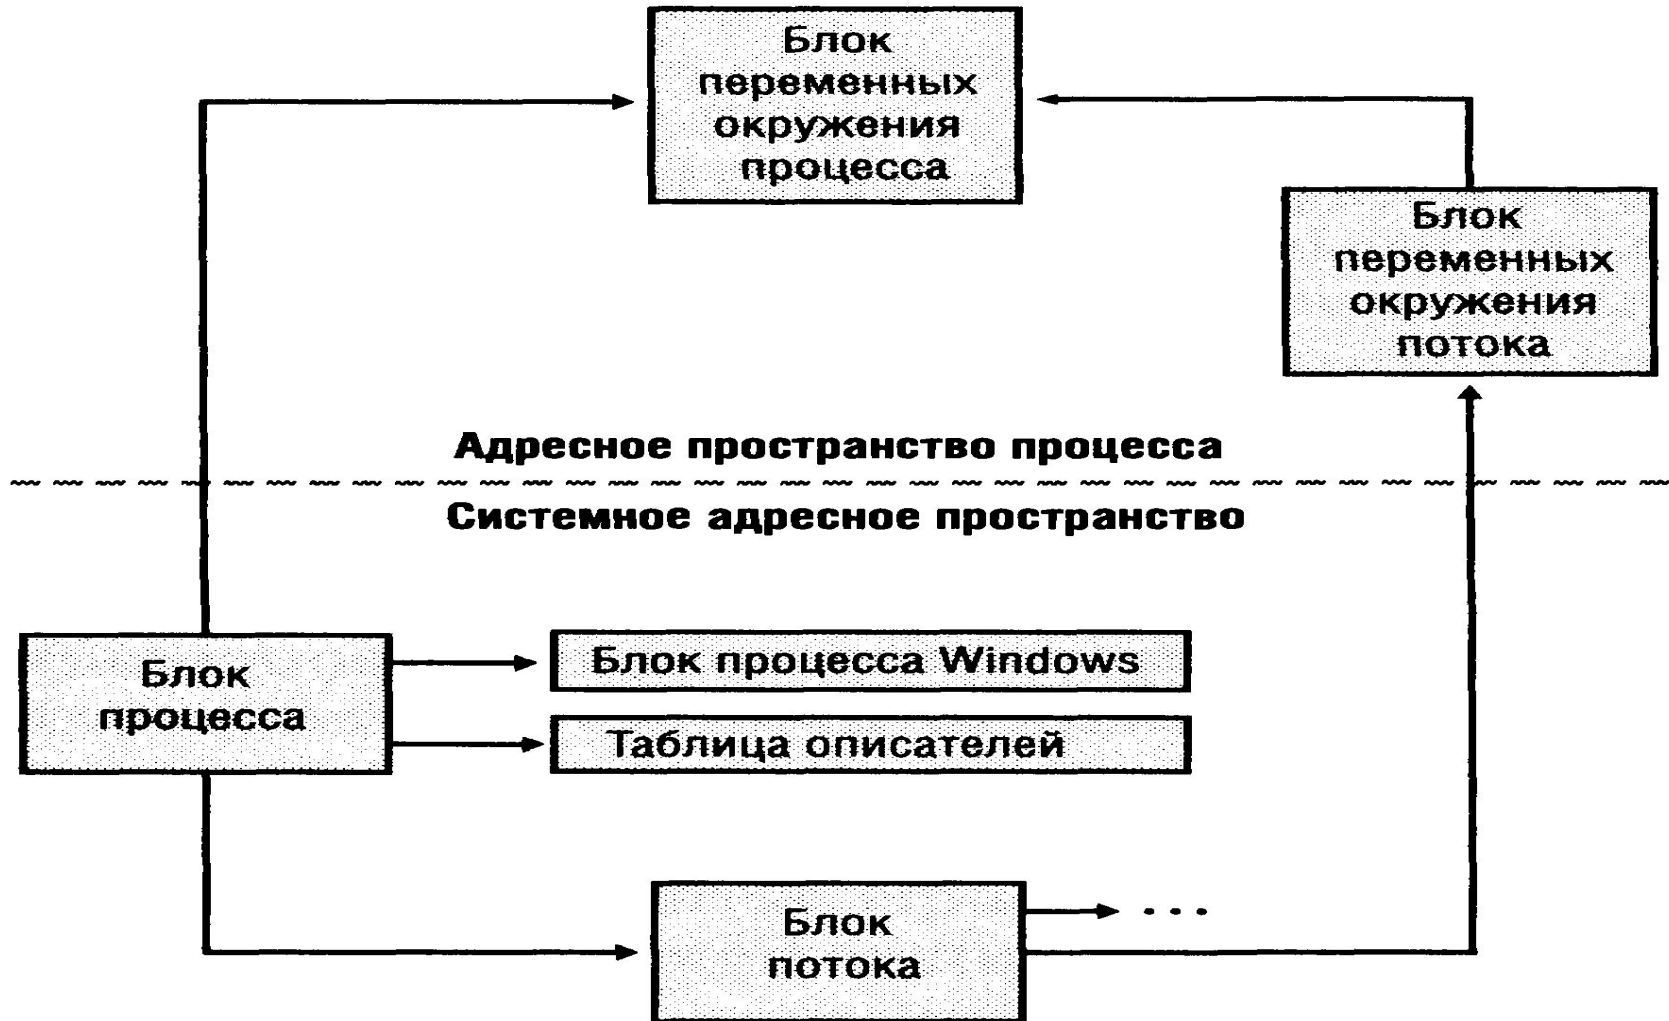 Блок
переменных
окружения
процесса
Блок
переменных
окружения
потока
Адресное пространство процесса
Системное адресное пространство
Блок
процесса
Блок процесса Windows
Таблица описателей
Блок
потока
...